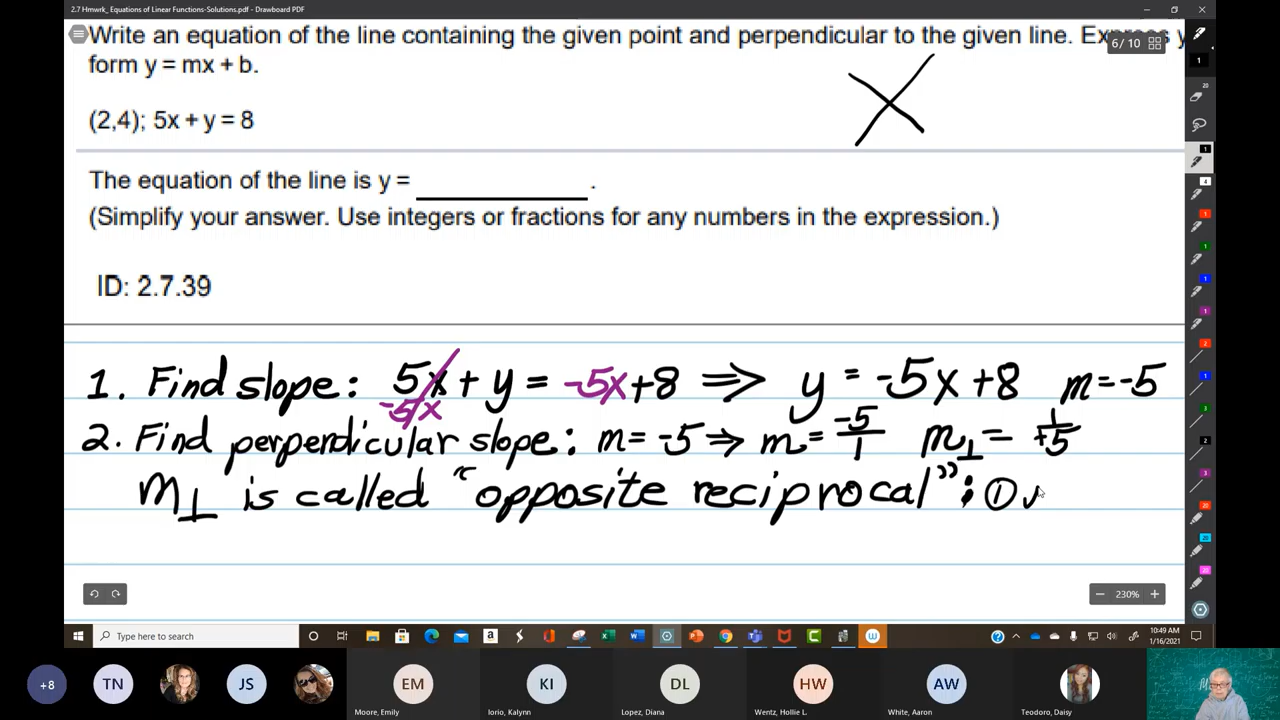 2.7 Hmwrk_ Equations of Linear Functions-Solutions.pdf - Drawboard PDF
Write an equation of the line containing the given point and perpendicular to the given line. Express y
6/10
form y = mx + b.
(2,4); 5x + y = 8
The equation of the line is y = ________ .
(Simplify your answer. Use integers or fractions for any numbers in the expression.)
ID: 2.7.39
1. Find slope: 5x + y = -5x +8 ⇒ y = -5x +8 m = -5
-5x
2. Find perpendicular slope: m = -5 ⇒ m = -5/1 m⊥ = 1/+5
m⊥ is called "opposite reciprocal": ①
230%
Type here to search
10:49 AM
1/16/2021
+8 TN JS EM KI DL HW AW
Moore, Emily Iorio, Kalynn Lopez, Diana Wentz, Hollie L. White, Aaron Teodoro, Daisy